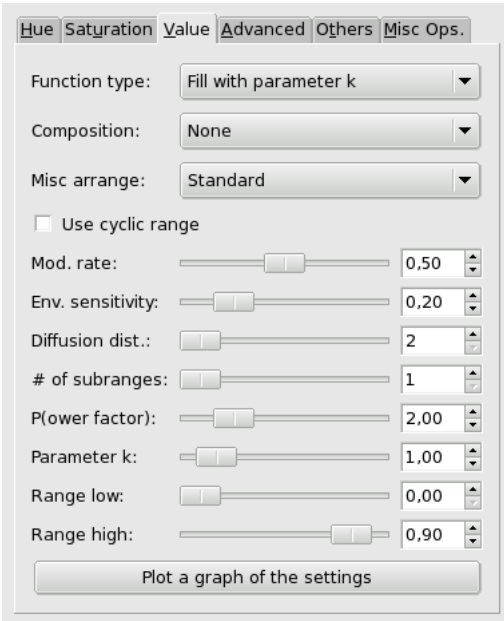 Hue Saturation Value Advanced Others Misc Ops.
Function type: Fill with parameter k
Composition: None
Misc arrange: Standard
Use cyclic range
Mod. rate: 0,50
Env. sensitivity: 0,20
Diffusion dist.: 2
# of subranges: 1
P(ower factor): 2,00
Parameter k: 1,00
Range low: 0,00
Range high: 0,90
Plot a graph of the settings